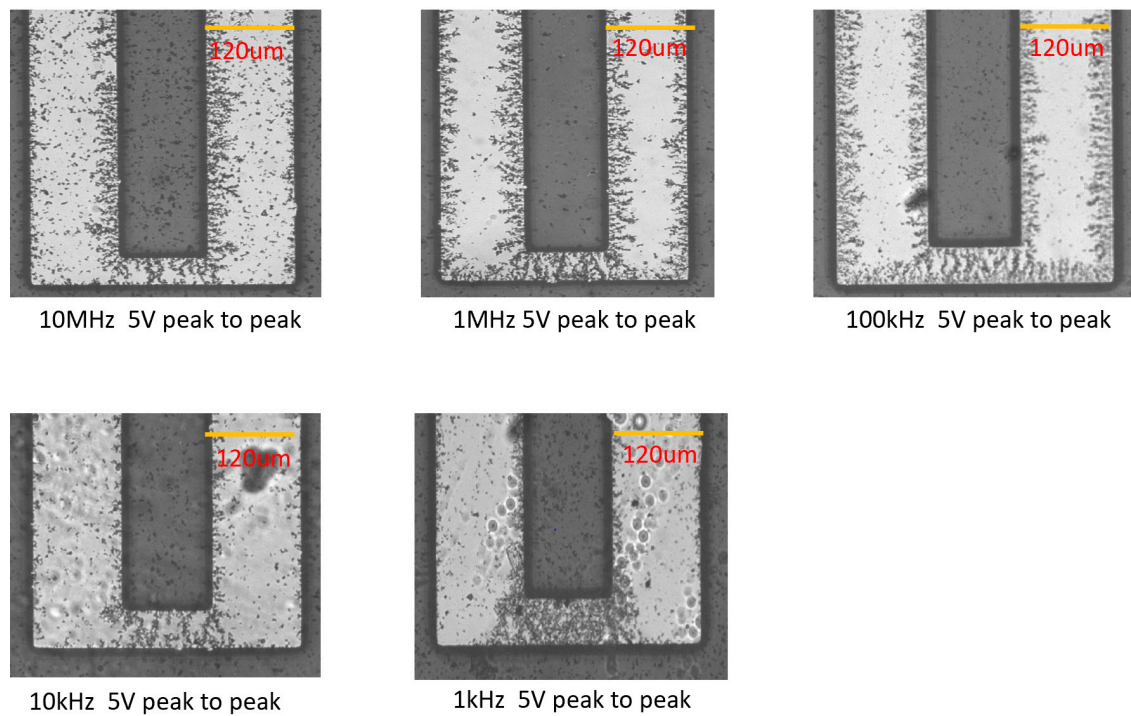 120um
120um
120um
10MHz  5V peak to peak
1MHz 5V peak to peak
100kHz  5V peak to peak
120um
120um
10kHz  5V peak to peak
1kHz  5V peak to peak